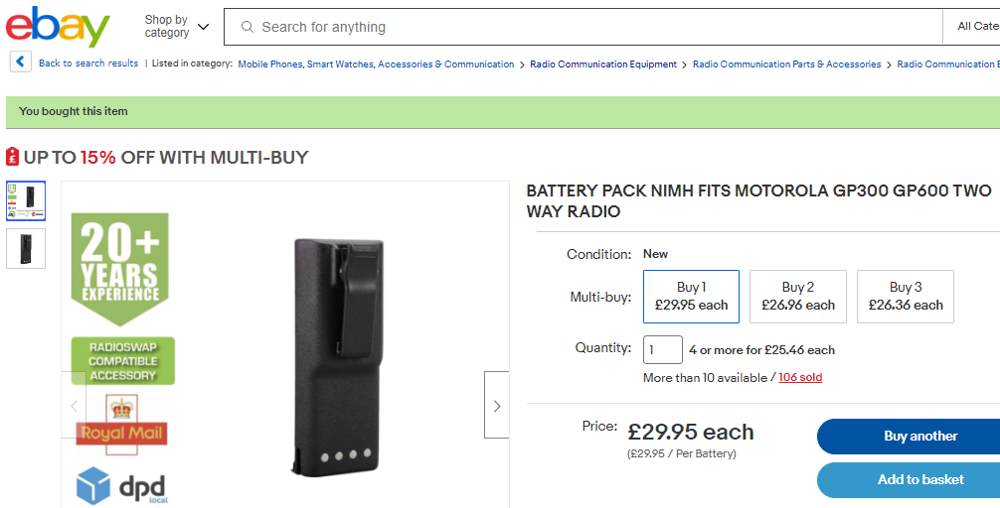 ebay
Shop by
category
Search for anything
All Cate
Back to search results | Listed in category: Mobile Phones, Smart Watches, Accessories & Communication > Radio Communication Equipment > Radio Communication Parts & Accessories > Radio Communication E
You bought this item
£ UP TO 15% OFF WITH MULTI-BUY
BATTERY PACK NIMH FITS MOTOROLA GP300 GP600 TWO
WAY RADIO
20+
YEARS
EXPERIENCE
RADIOSWAP
COMPATIBLE
ACCESSORY
Royal Mail
dpd
local
Condition: New
Multi-buy:
Buy 1
£29.95 each
Buy 2
£26.96 each
Buy 3
£26.36 each
Quantity: 1 4 or more for £25.46 each
More than 10 available / 106 sold
Price: £29.95 each
(£29.95 / Per Battery)
Buy another
Add to basket